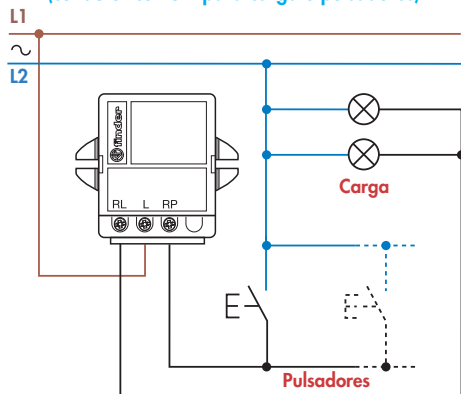 L1
L2
finder
RL L RP
Carga
Pulsadores